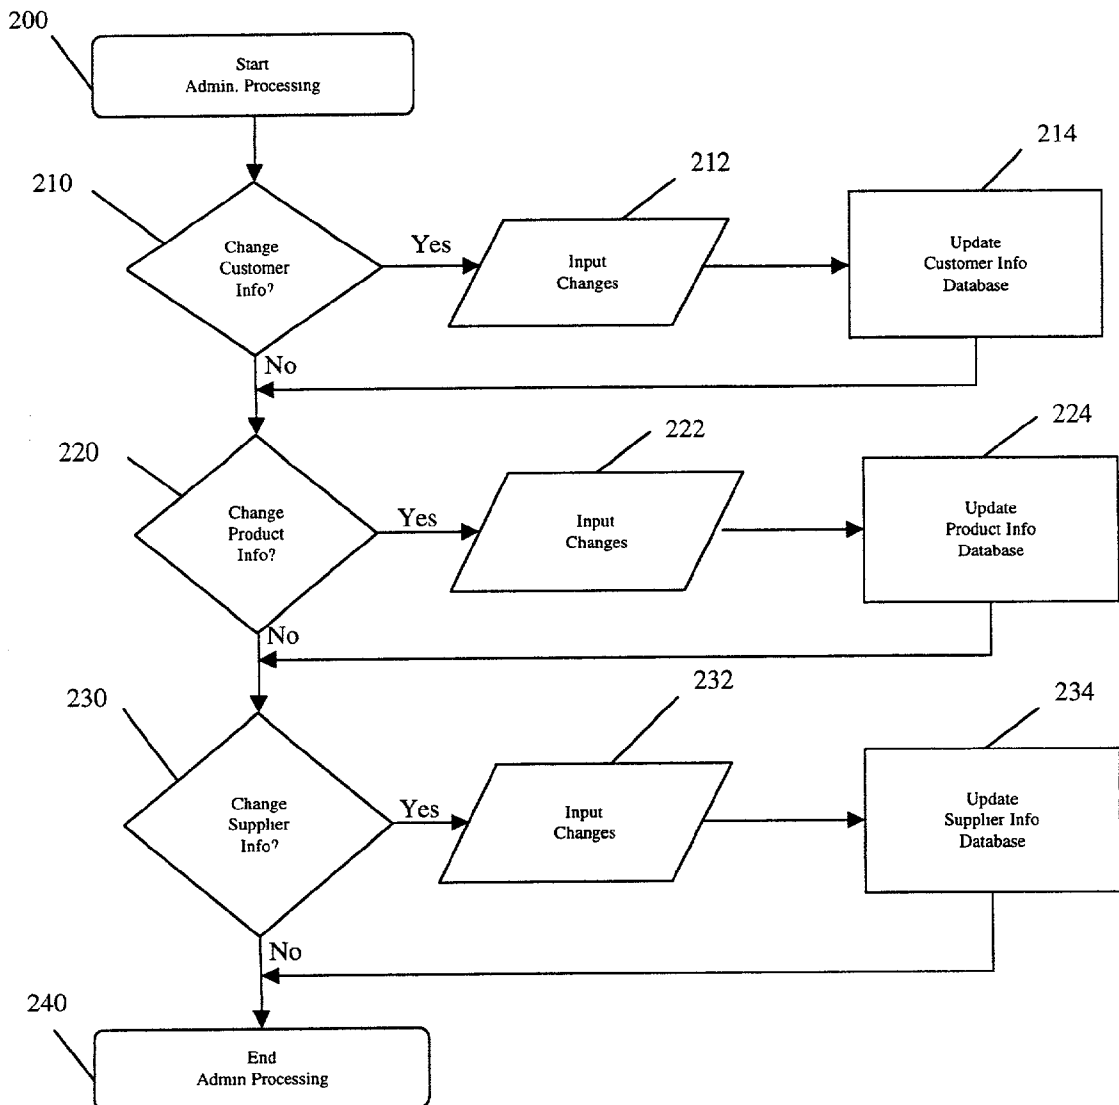 200
Start
Admin. Processing
210
Change
Customer
Info?
Yes
212
Input
Changes
214
Update
Customer Info
Database
No
220
Change
Product
Info?
Yes
222
Input
Changes
224
Update
Product Info
Database
No
230
Change
Supplier
Info?
Yes
232
Input
Changes
234
Update
Supplier Info
Database
No
240
End
Admin Processing